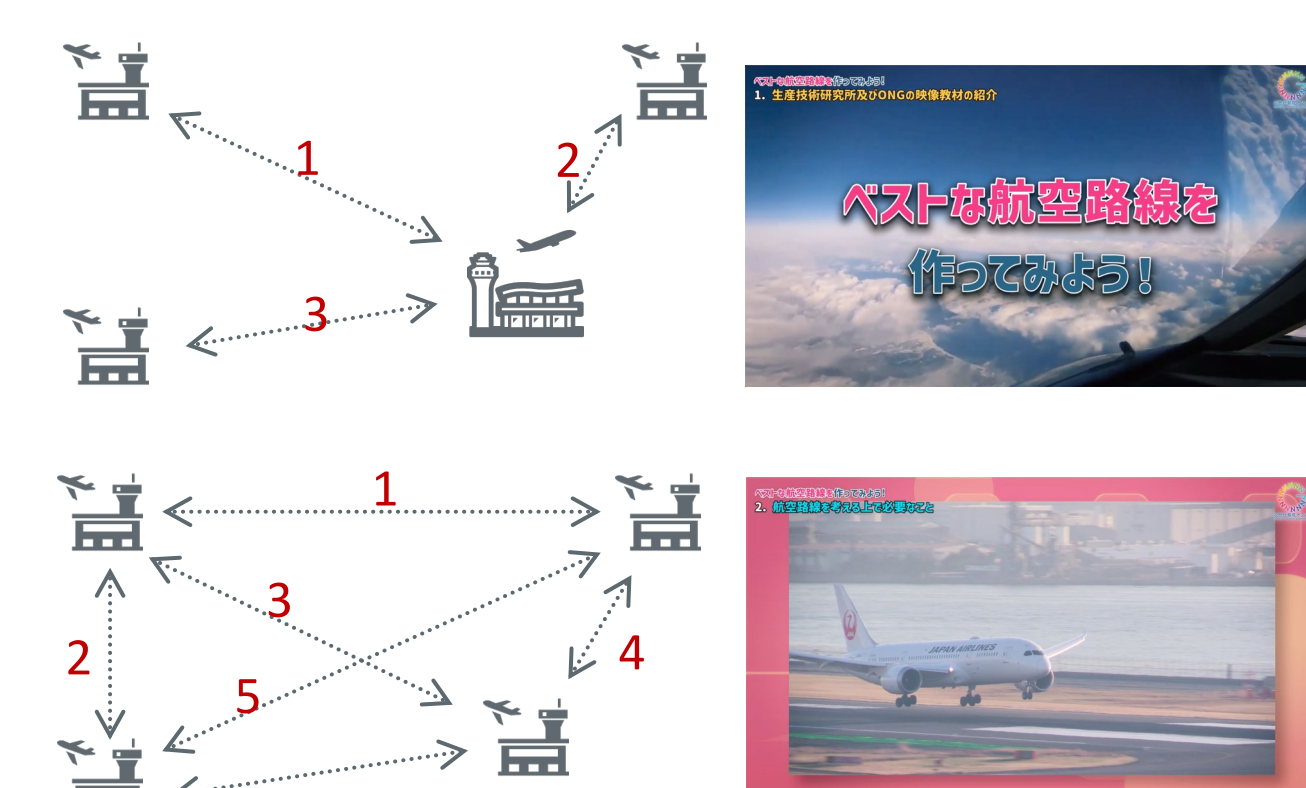 1
2
3
ベストな航空路線を作ってみよう!
1. 生産技術研究所及びONGの映像教材の紹介
ベストな航空路線を
作ってみよう!
1
2
3
4
5
ベストな航空路線を作ってみよう!
2. 航空路線を考える上で必要なこと
JAPAN AIRLINES